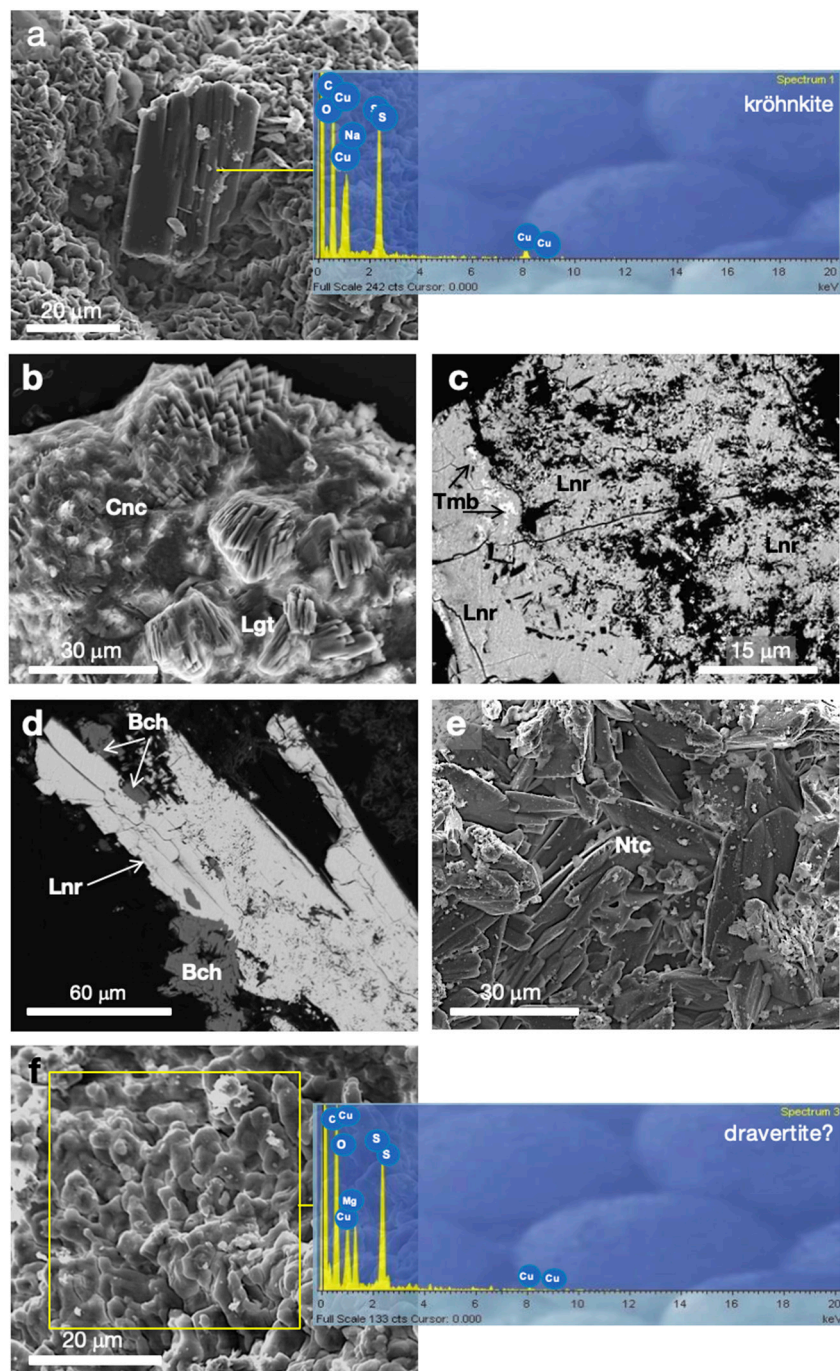 a
Spectrum 1
kröhnkite
C
Cu
O
S
S
Na
Cu
Cu
Cu
0 2 4 6 8 10 12 14 16 18 20
Full Scale 242 cts Cursor: 0.000 keV
20 μm
b
Cnc
Lgt
30 μm
c
Tmb
Lnr
Lnr
Lnr
15 μm
d
Bch
Lnr
Bch
60 μm
e
Ntc
30 μm
f
Spectrum 3
dravertite?
C
Cu
O
S
S
Mg
Cu
Cu
Cu
0 2 4 6 8 10 12 14 16 18 20
Full Scale 133 cts Cursor: 0.000 keV
20 μm